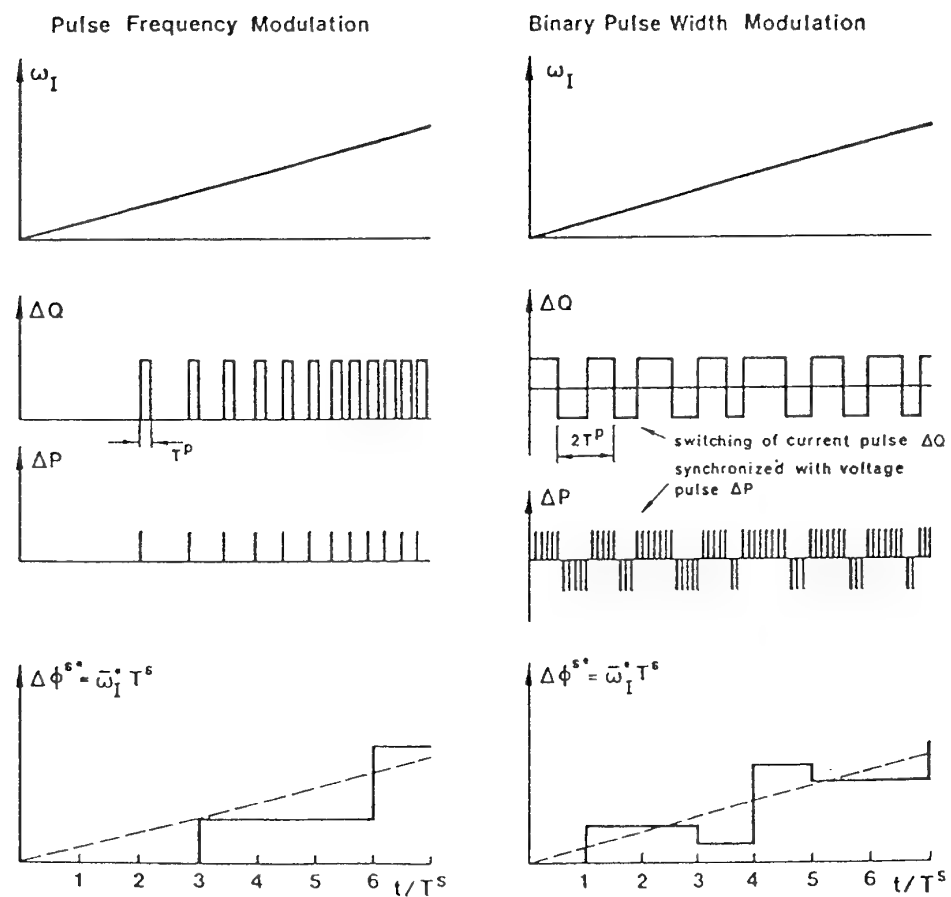 Pulse Frequency Modulation
ω_I
ΔQ
T^P
ΔP
Δϕ^s* = ω̄_I^* T^s
1 2 3 4 5 6 t/T^s
Binary Pulse Width Modulation
ω_I
ΔQ
2T^P
switching of current pulse ΔQ
synchronized with voltage
pulse ΔP
ΔP
Δϕ^s* = ω̄_I^* T^s
1 2 3 4 5 6 t/T^s